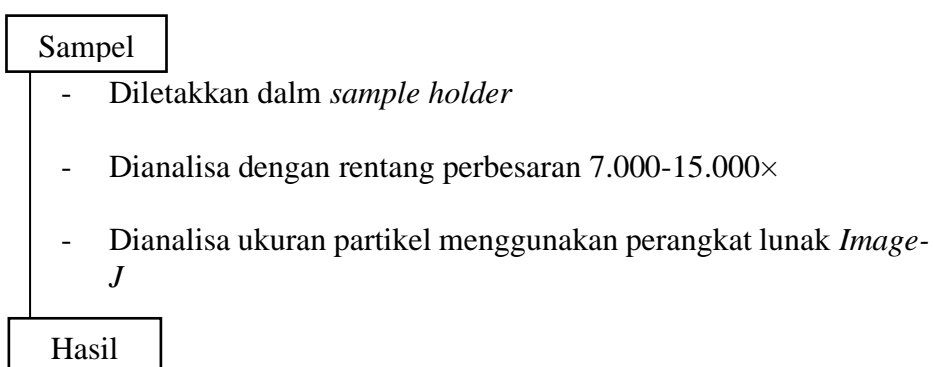 Sampel
- Diletakkan dalm sample holder
- Dianalisa dengan rentang perbesaran 7.000-15.000×
- Dianalisa ukuran partikel menggunakan perangkat lunak Image-
J
Hasil